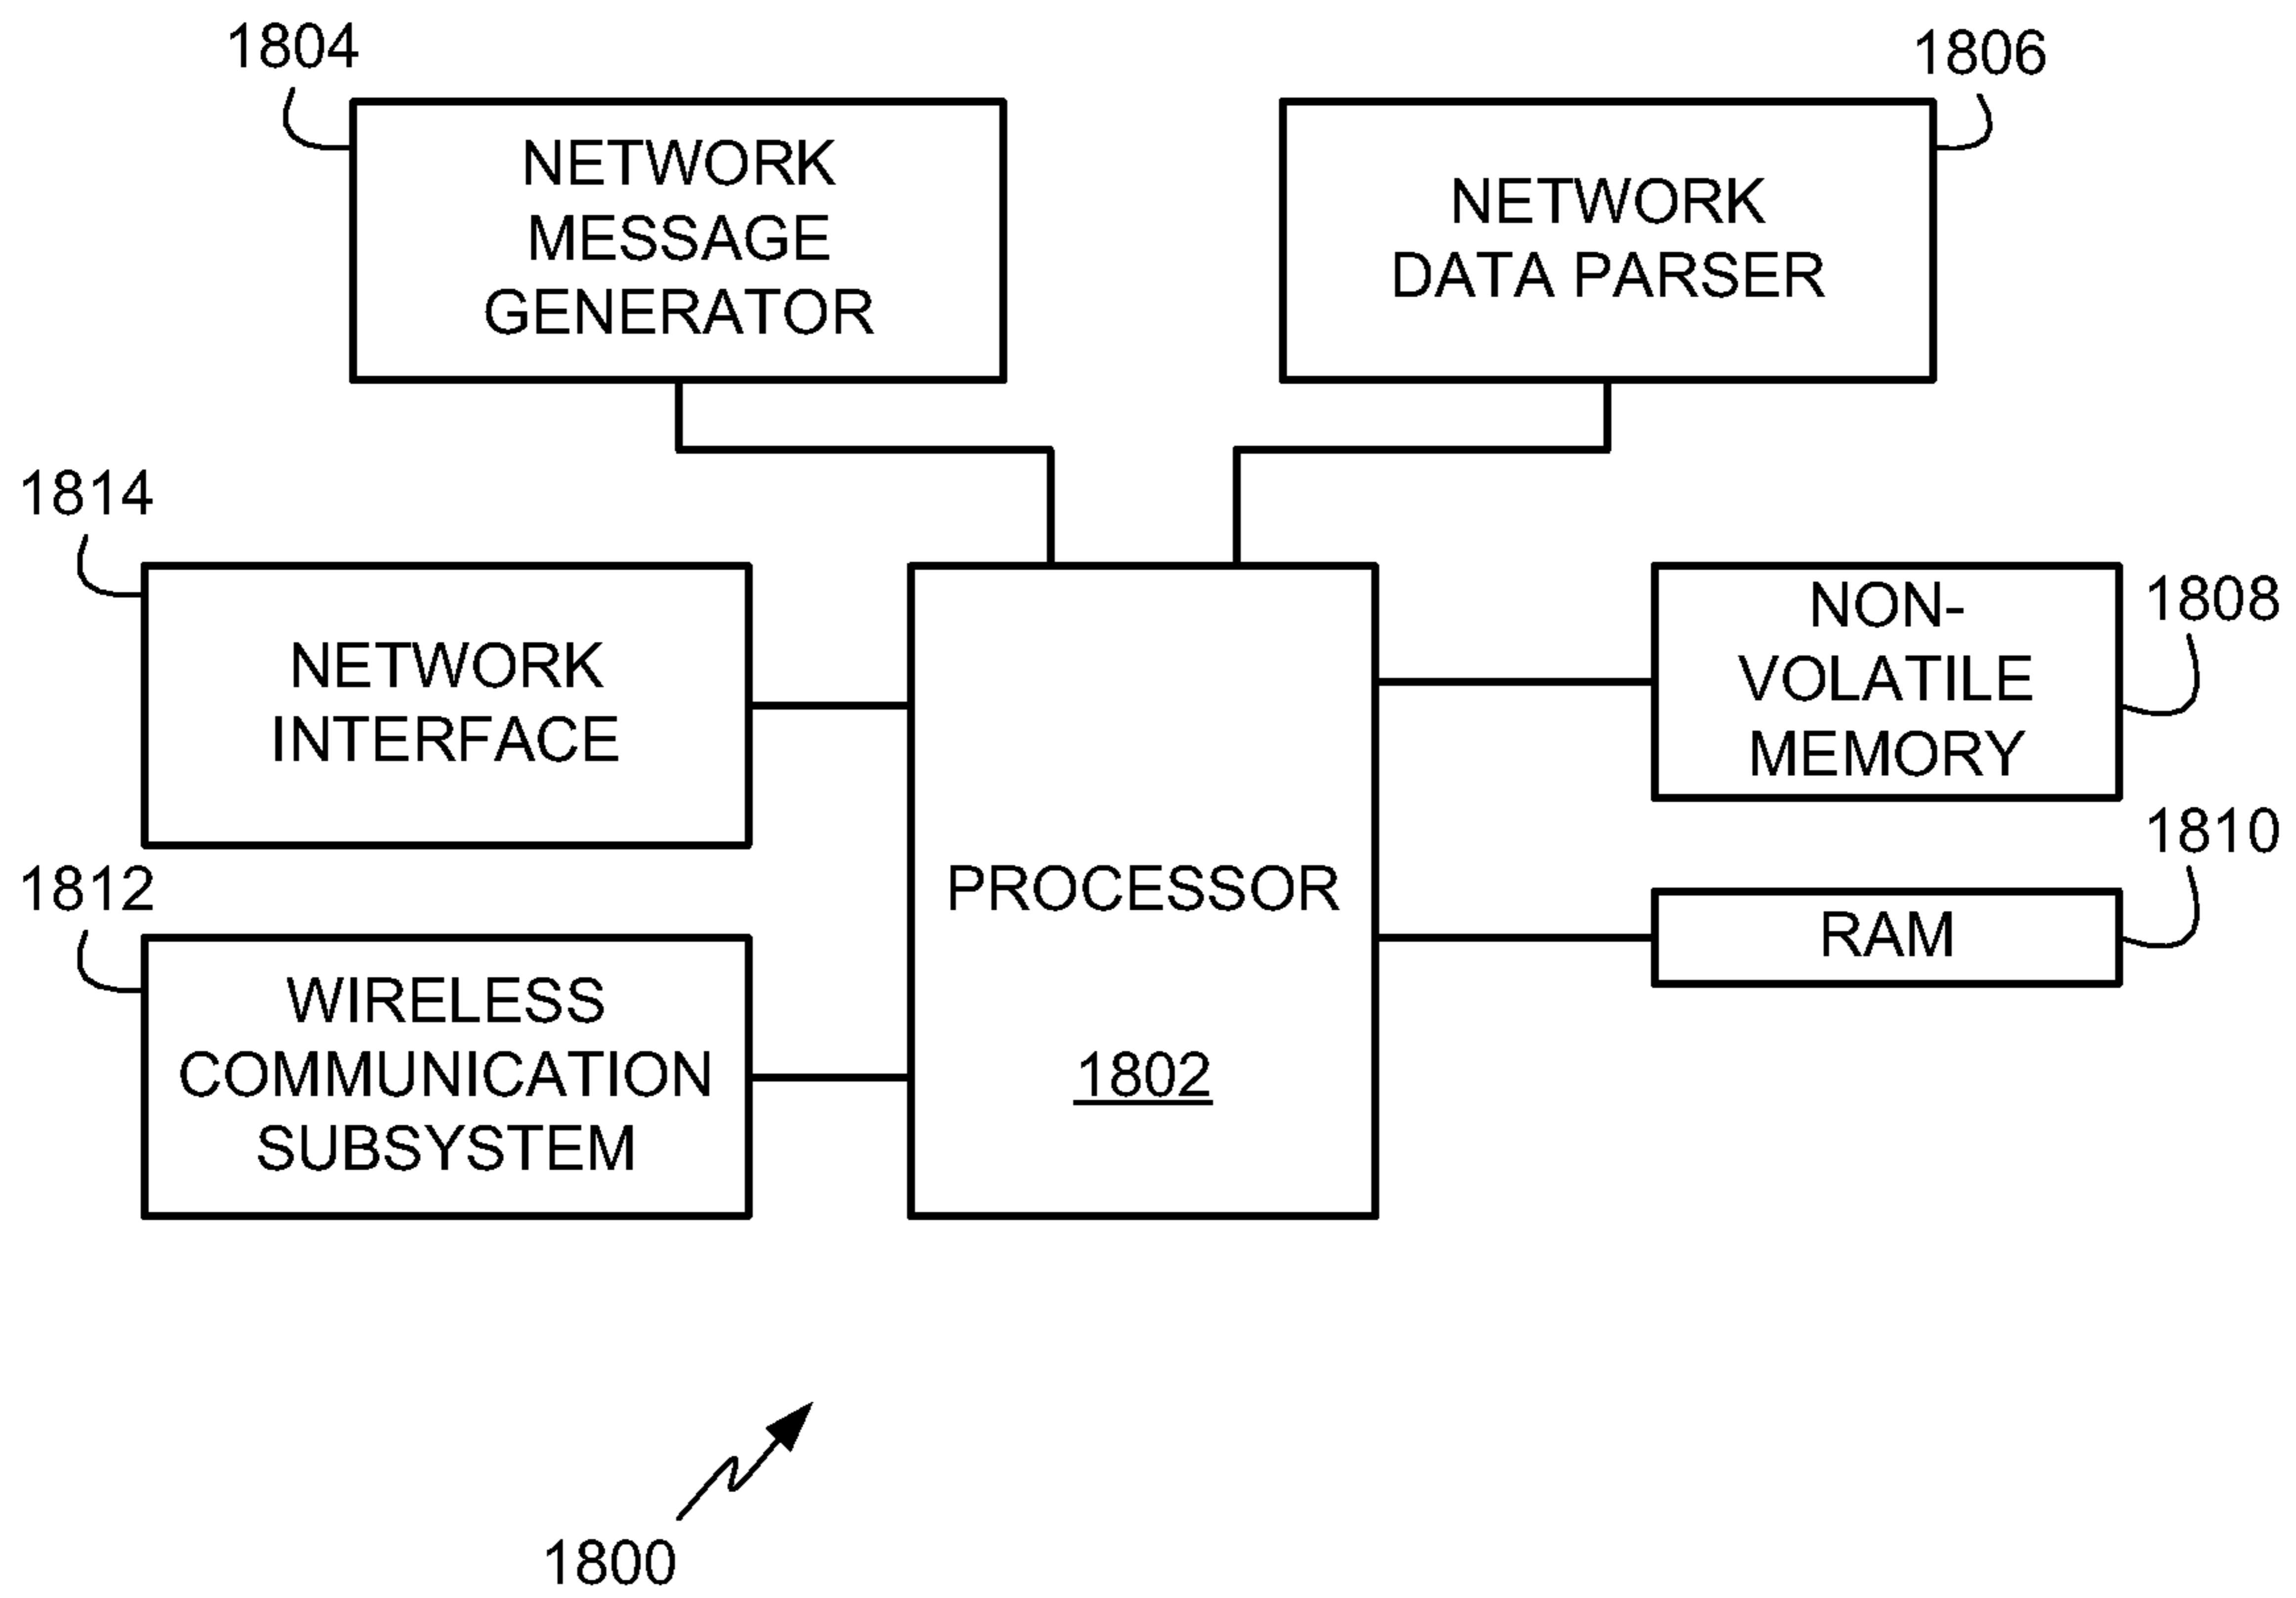 1804
1806
NETWORK
MESSAGE
GENERATOR
NETWORK
DATA PARSER
1814
NETWORK
INTERFACE
1812
WIRELESS
COMMUNICATION
SUBSYSTEM
PROCESSOR
1802
NON-
VOLATILE
MEMORY
1808
1810
RAM
1800